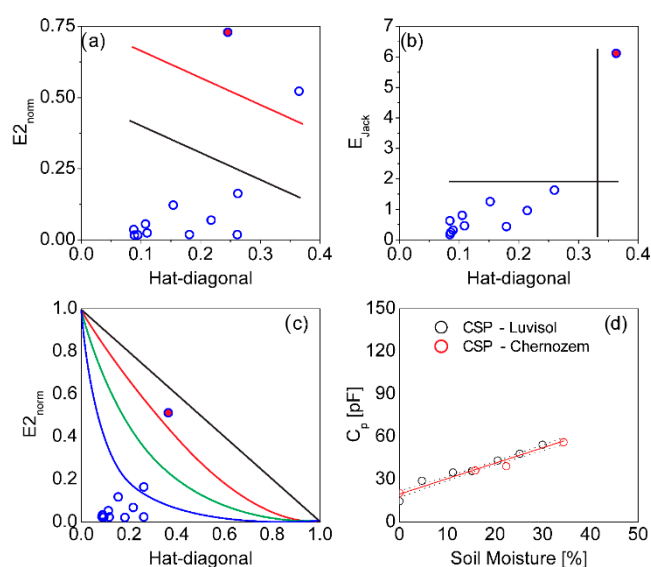 (a)
0.75
0.50
0.25
0.00
E2norm
0.0 0.1 0.2 0.3 0.4
Hat-diagonal
(b)
7
6
5
4
3
2
1
0
EJack
0.0 0.1 0.2 0.3 0.4
Hat-diagonal
(c)
1.0
0.8
0.6
0.4
0.2
0.0
E2norm
0.0 0.2 0.4 0.6 0.8 1.0
Hat-diagonal
(d)
CSP - Luvisol
CSP - Chernozem
150
120
90
60
30
0
Cp [pF]
0 10 20 30 40 50
Soil Moisture [%]